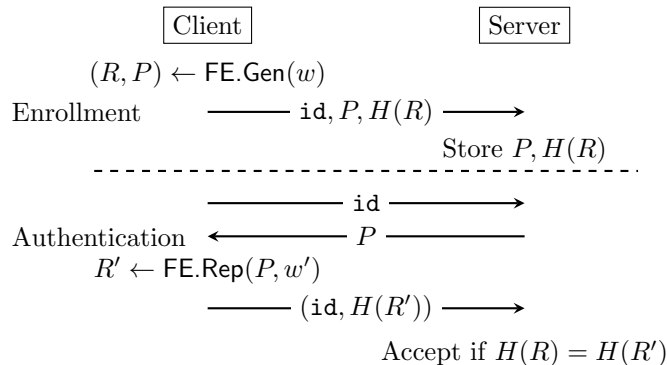 Client Server
(R, P) ← FE.Gen(w)
Enrollment id, P, H(R)
Store P, H(R)
id
Authentication P
R′ ← FE.Rep(P, w′)
(id, H(R′))
Accept if H(R) = H(R′)